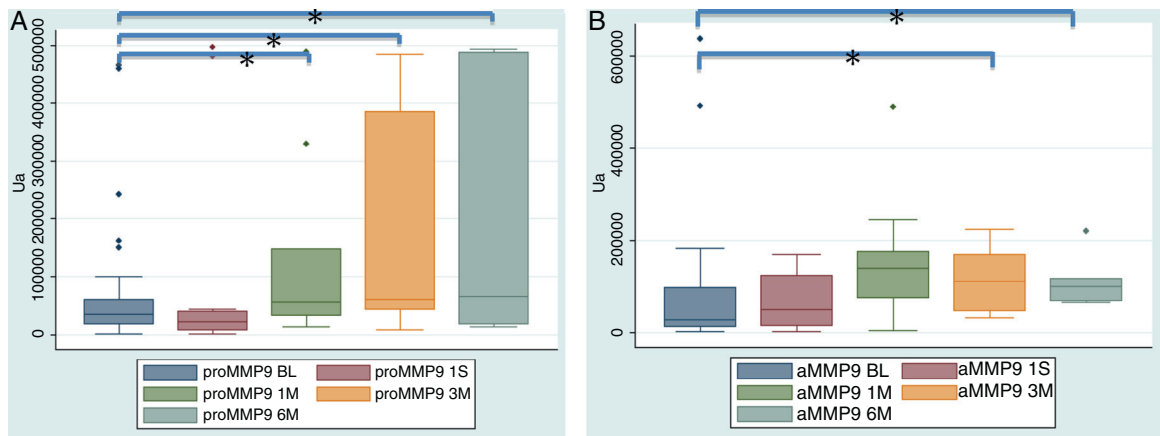 A
*
*
*
Ua
500000
400000
300000
200000
100000
0
proMMP9 BL
proMMP9 1S
proMMP9 1M
proMMP9 3M
proMMP9 6M
B
*
*
Ua
600000
400000
200000
0
aMMP9 BL
aMMP9 1S
aMMP9 1M
aMMP9 3M
aMMP9 6M